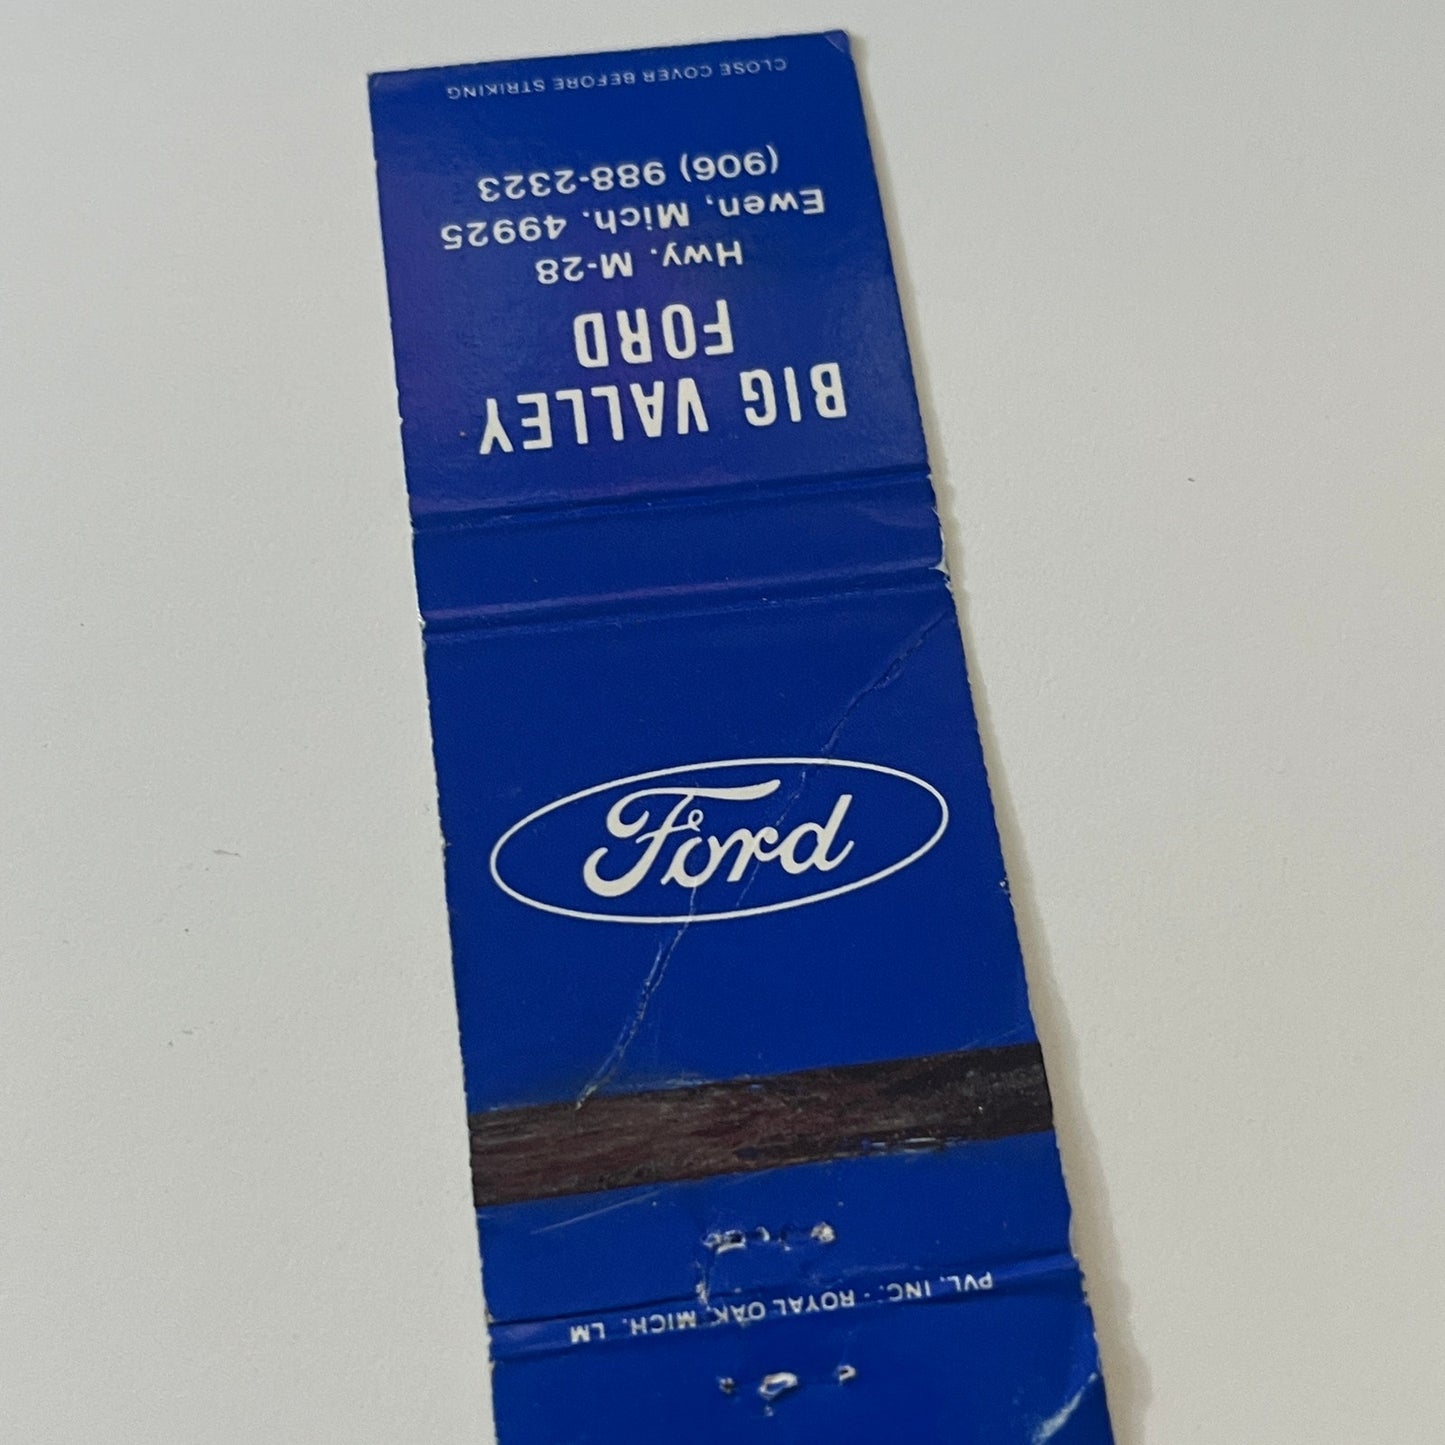 CLOSE COVER BEFORE STRIKING
BIG VALLEY
FORD
Hwy. M-28
Ewen, Mich. 49925
(906) 988-2323
Ford
PVL, INC. - ROYAL OAK, MICH. LM